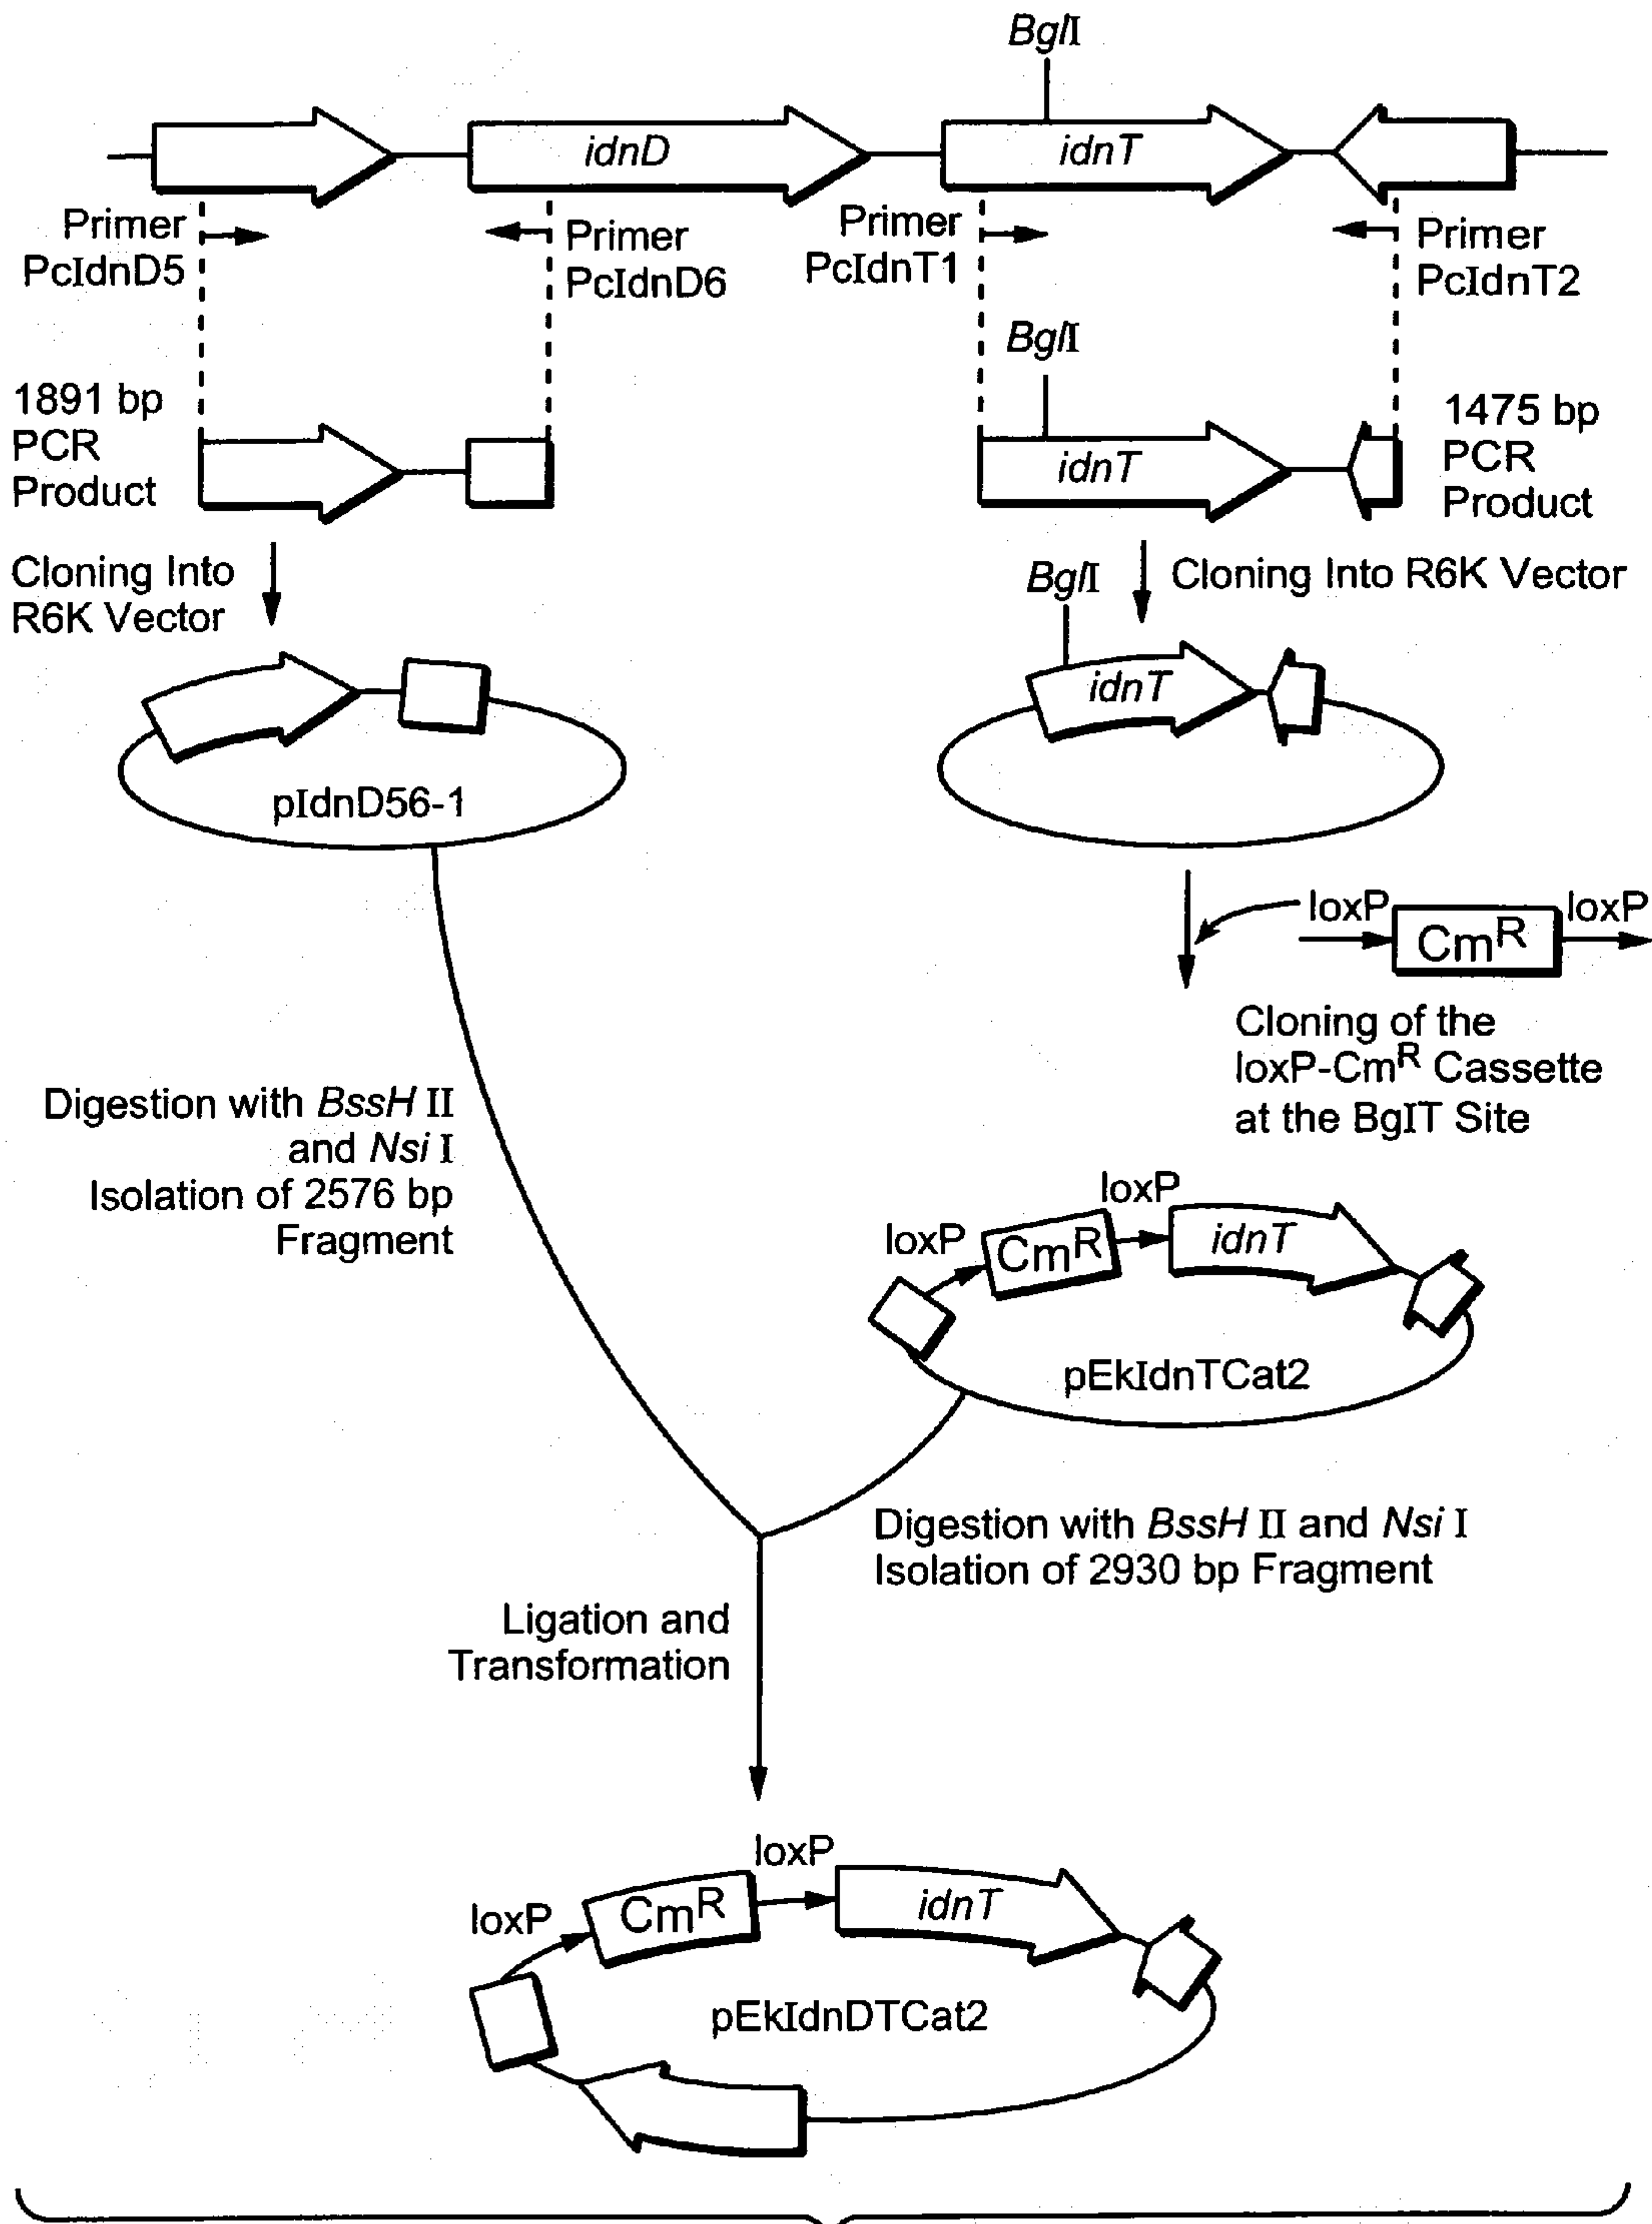 BglI
idnD
idnT
Primer
PcIdnD5
Primer
PcIdnD6
Primer
PcIdnT1
Primer
PcIdnT2
BglI
1891 bp
PCR
Product
idnT
1475 bp
PCR
Product
Cloning Into
R6K Vector
BglI
Cloning Into R6K Vector
idnT
pIdnD56-1
loxP
CmR
loxP
Cloning of the
loxP-CmR Cassette
at the BgIT Site
Digestion with BssH II
and Nsi I
Isolation of 2576 bp
Fragment
loxP
CmR
loxP
idnT
pEkIdnTCat2
Digestion with BssH II and Nsi I
Isolation of 2930 bp Fragment
Ligation and
Transformation
loxP
CmR
loxP
idnT
pEkIdnDTCat2